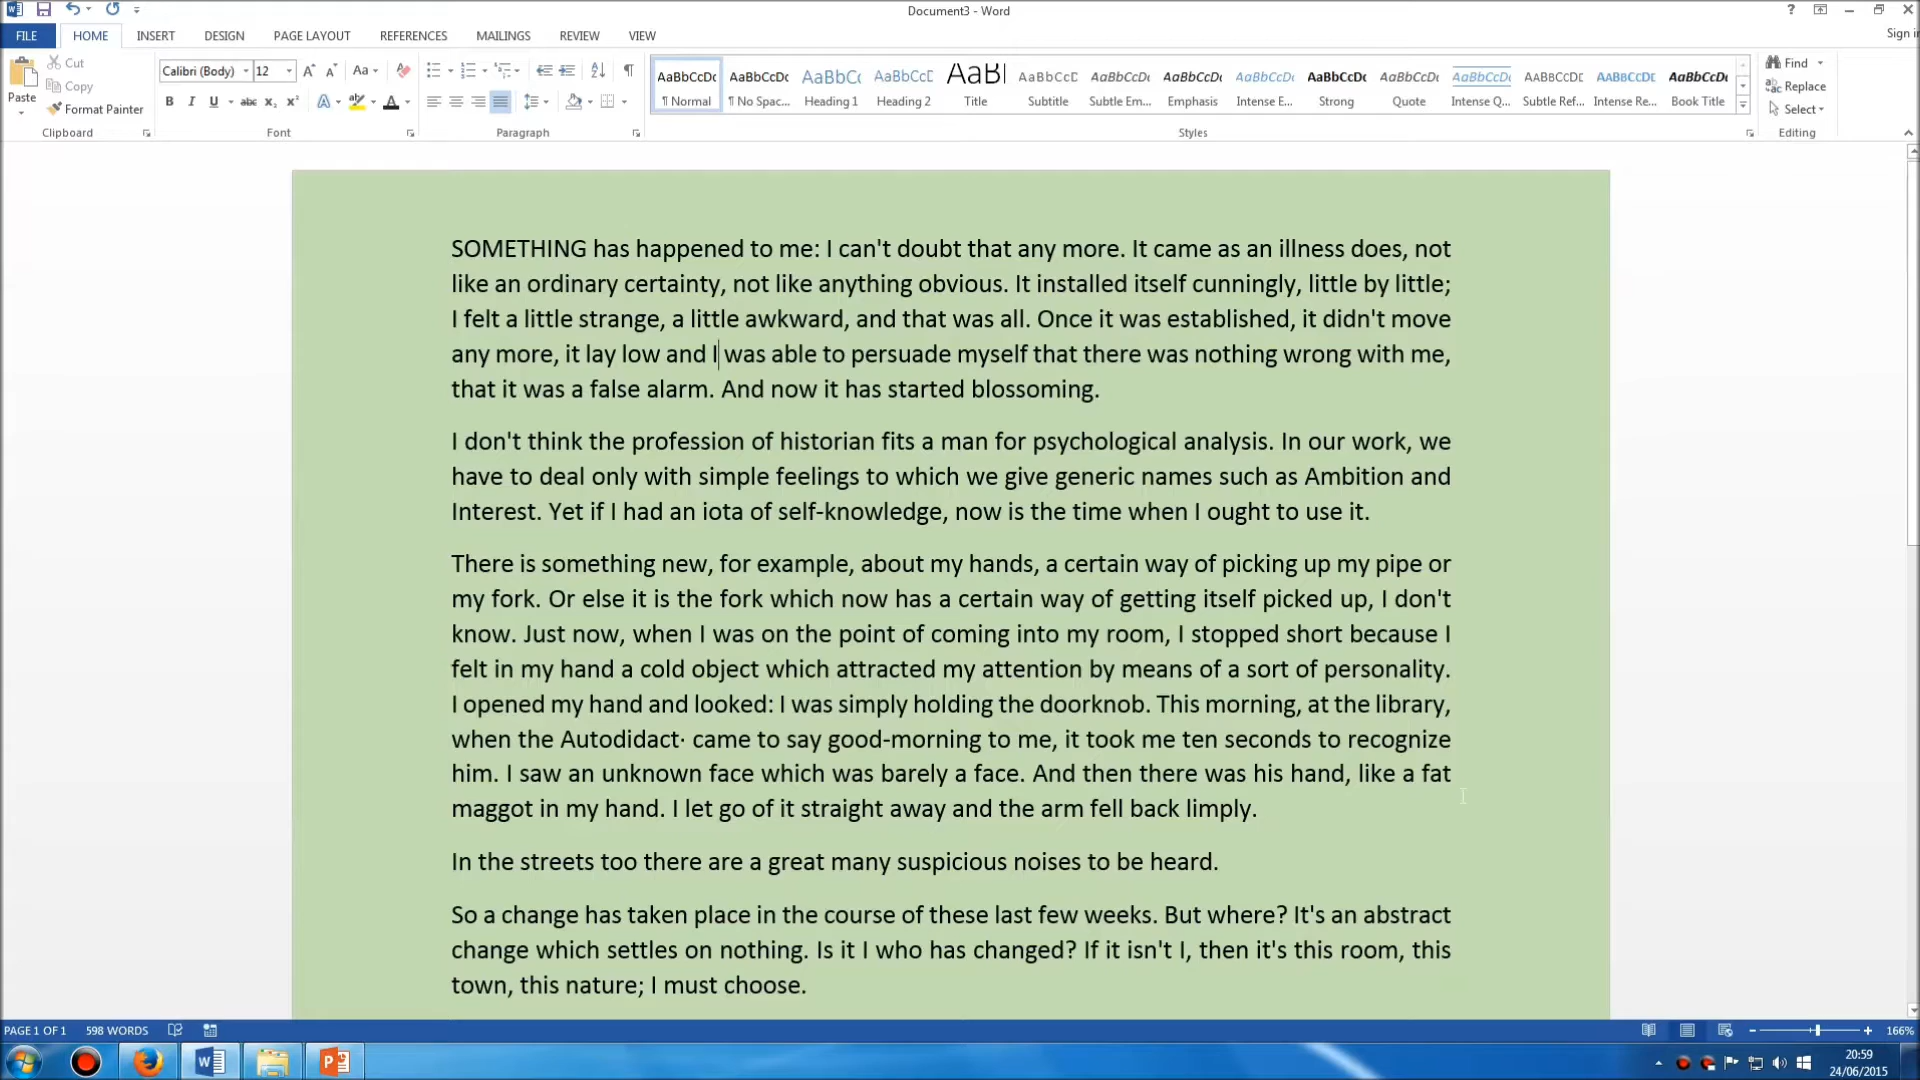 Document3 - Word
FILE HOME INSERT DESIGN PAGE LAYOUT REFERENCES MAILINGS REVIEW VIEW
Sign in
Cut
Copy
Format Painter
Paste
Clipboard
Calibri (Body) 12
Font
Paragraph
AaBbCcDc AaBbCcDc AaBbCc AaBbCcD AaBl AaBbCcD AaBbCcDc AaBbCcDc AaBbCcDc AaBbCcDc AaBbCcDc AaBbCcDc AaBbCcDc AaBbCcDc AaBbCcDc
¶ Normal ¶ No Spac... Heading 1 Heading 2 Title Subtitle Subtle Em... Emphasis Intense E... Strong Quote Intense Q... Subtle Ref... Intense Re... Book Title
Styles
Find
Replace
Select
Editing
SOMETHING has happened to me: I can't doubt that any more. It came as an illness does, not
like an ordinary certainty, not like anything obvious. It installed itself cunningly, little by little;
I felt a little strange, a little awkward, and that was all. Once it was established, it didn't move
any more, it lay low and I was able to persuade myself that there was nothing wrong with me,
that it was a false alarm. And now it has started blossoming.
I don't think the profession of historian fits a man for psychological analysis. In our work, we
have to deal only with simple feelings to which we give generic names such as Ambition and
Interest. Yet if I had an iota of self-knowledge, now is the time when I ought to use it.
There is something new, for example, about my hands, a certain way of picking up my pipe or
my fork. Or else it is the fork which now has a certain way of getting itself picked up, I don't
know. Just now, when I was on the point of coming into my room, I stopped short because I
felt in my hand a cold object which attracted my attention by means of a sort of personality.
I opened my hand and looked: I was simply holding the doorknob. This morning, at the library,
when the Autodidact· came to say good-morning to me, it took me ten seconds to recognize
him. I saw an unknown face which was barely a face. And then there was his hand, like a fat
maggot in my hand. I let go of it straight away and the arm fell back limply.
In the streets too there are a great many suspicious noises to be heard.
So a change has taken place in the course of these last few weeks. But where? It's an abstract
change which settles on nothing. Is it I who has changed? If it isn't I, then it's this room, this
town, this nature; I must choose.
PAGE 1 OF 1 598 WORDS
166%
20:59
24/06/2015